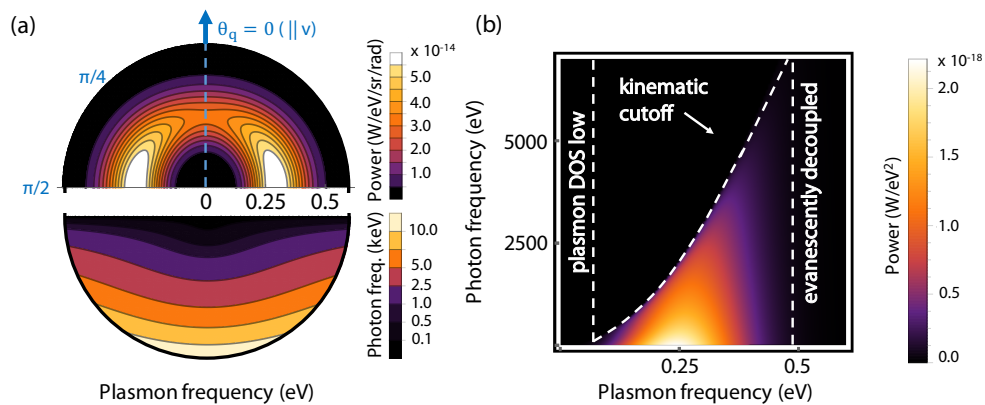 (a)
θq = 0 (|| v)
π/4
π/2
0
0.25
0.5
x 10-14
5.0
4.0
3.0
2.0
1.0
Power (W/eV/sr/rad)
10.0
5.0
2.5
1.0
0.5
0.1
Photon freq. (keV)
Plasmon frequency (eV)
(b)
plasmon DOS low
kinematic
cutoff
evanescently decoupled
5000
2500
Photon frequency (eV)
0.25
0.5
Plasmon frequency (eV)
x 10-18
2.0
1.5
1.0
0.5
0.0
Power (W/eV2)